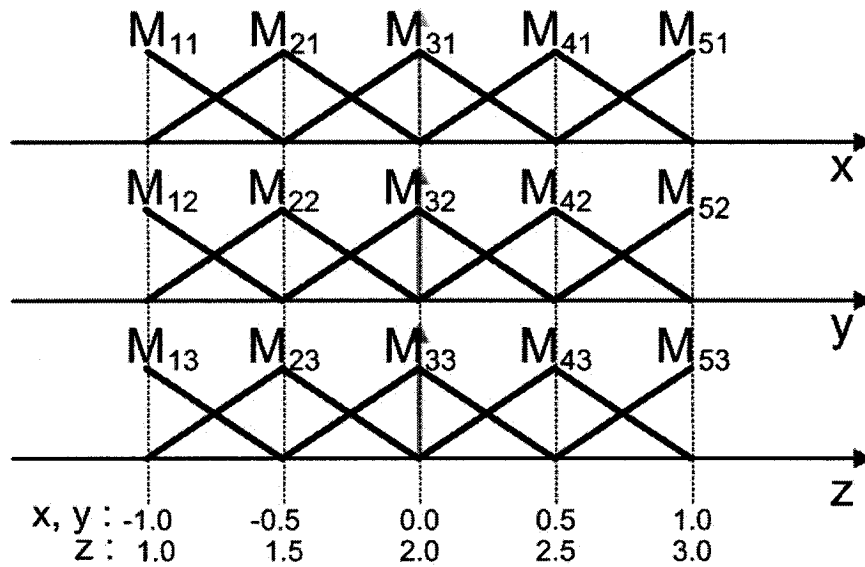 M11 M21 M31 M41 M51
x
M12 M22 M32 M42 M52
y
M13 M23 M33 M43 M53
z
x, y : -1.0 -0.5 0.0 0.5 1.0
z : 1.0 1.5 2.0 2.5 3.0